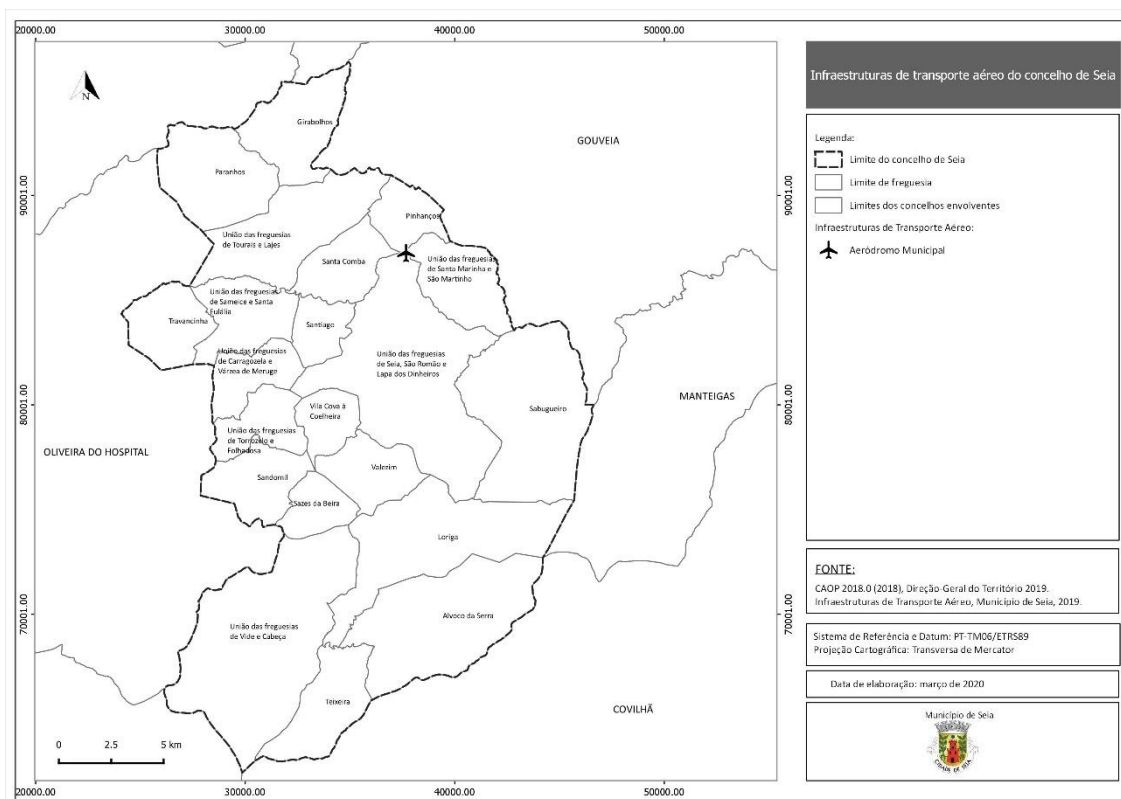 20000.00
30000.00
40000.00
50000.00
90001.00
80001.00
70001.00
90001.00
80001.00
70001.00
N
GOUVEIA
MANTEIGAS
COVILHÃ
OLIVEIRA DO HOSPITAL
Girabolhos
Paranhos
Pinhanços
União das freguesias
de Tourais e Lajes
Santa Comba
União das freguesias
de Santa Marinha e
São Martinho
União das freguesias
de Sameice e Santa
Eulália
Travancinha
Santiago
União das freguesias
de Carragozela e
Várzea de Meruge
União das freguesias
de Seia, São Romão e
Lapa dos Dinheiros
Sabugueiro
Vila Cova à
Coelheira
União das freguesias
de Torrozelo e
Folhadosa
Valezim
Sandomil
Sazes da Beira
Loriga
Alvoco da Serra
União das freguesias
de Vide e Cabeça
Teixeira
0 2.5 5 km
20000.00
30000.00
40000.00
50000.00
Infraestruturas de transporte aéreo do concelho de Seia
Legenda:
Limite do concelho de Seia
Limite de freguesia
Limites dos concelhos envolventes
Infraestruturas de Transporte Aéreo:
Aeródromo Municipal
FONTE:
CAOP 2018.0 (2018), Direção-Geral do Território 2019.
Infraestruturas de Transporte Aéreo, Município de Seia, 2019.
Sistema de Referência e Datum: PT-TM06/ETRS89
Projeção Cartográfica: Transversa de Mercator
Data de elaboração: março de 2020
Município de Seia
CIDADE DE SEIA